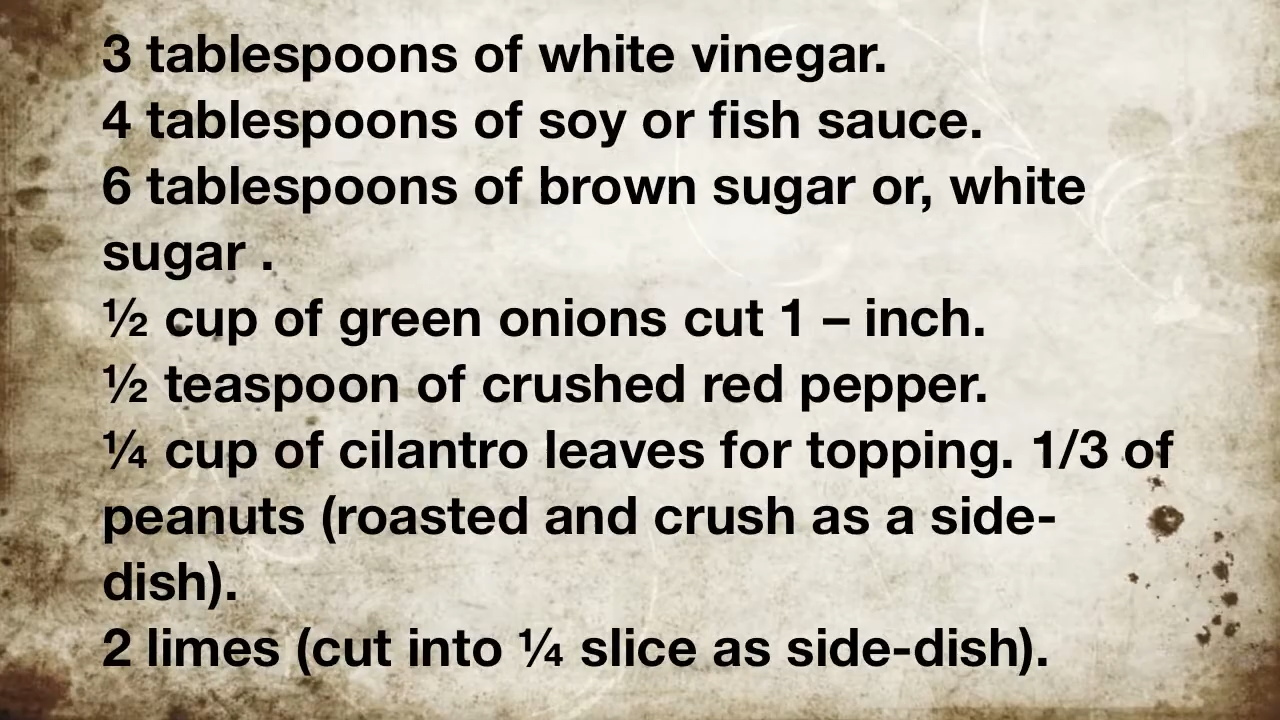 3 tablespoons of white vinegar.
4 tablespoons of soy or fish sauce.
6 tablespoons of brown sugar or, white
sugar .
½ cup of green onions cut 1 – inch.
½ teaspoon of crushed red pepper.
¼ cup of cilantro leaves for topping. 1/3 of
peanuts (roasted and crush as a side-
dish).
2 limes (cut into ¼ slice as side-dish).